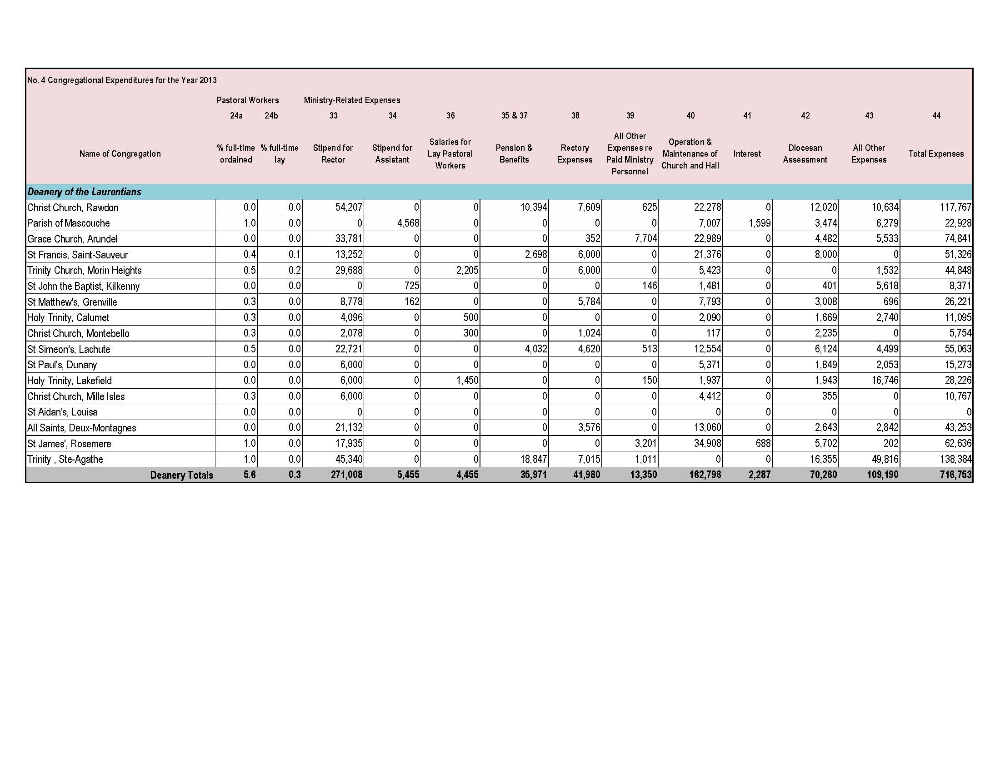 No. 4 Congregational Expenditures for the Year 2013
Pastoral Workers Ministry-Related Expenses
24a 24b 33 34 36 35 & 37 38 39 40 41 42 43 44
Name of Congregation % full-time ordained % full-time lay Stipend for Rector Stipend for Assistant Salaries for Lay Pastoral Workers Pension & Benefits Rectory Expenses All Other Expenses re Paid Ministry Personnel Operation & Maintenance of Church and Hall Interest Diocesan Assessment All Other Expenses Total Expenses
Deanery of the Laurentians
Christ Church, Rawdon 0.0 0.0 54,207 0 0 10,394 7,609 625 22,278 0 12,020 10,634 117,767
Parish of Mascouche 1.0 0.0 0 4,568 0 0 0 0 7,007 1,599 3,474 6,279 22,928
Grace Church, Arundel 0.0 0.0 33,781 0 0 0 352 7,704 22,989 0 4,482 5,533 74,841
St Francis, Saint-Sauveur 0.4 0.1 13,252 0 0 2,698 6,000 0 21,376 0 8,000 0 51,326
Trinity Church, Morin Heights 0.5 0.2 29,688 0 2,205 0 6,000 0 5,423 0 0 1,532 44,848
St John the Baptist, Kilkenny 0.0 0.0 0 725 0 0 0 146 1,481 0 401 5,618 8,371
St Matthew's, Grenville 0.3 0.0 8,778 162 0 0 5,784 0 7,793 0 3,008 696 26,221
Holy Trinity, Calumet 0.3 0.0 4,096 0 500 0 0 0 2,090 0 1,669 2,740 11,095
Christ Church, Montebello 0.3 0.0 2,078 0 300 0 1,024 0 117 0 2,235 0 5,754
St Simeon's, Lachute 0.5 0.0 22,721 0 0 4,032 4,620 513 12,554 0 6,124 4,499 55,063
St Paul's, Dunany 0.0 0.0 6,000 0 0 0 0 0 5,371 0 1,849 2,053 15,273
Holy Trinity, Lakefield 0.0 0.0 6,000 0 1,450 0 0 150 1,937 0 1,943 16,746 28,226
Christ Church, Mille Isles 0.3 0.0 6,000 0 0 0 0 0 4,412 0 355 0 10,767
St Aidan's, Louisa 0.0 0.0 0 0 0 0 0 0 0 0 0 0 0
All Saints, Deux-Montagnes 0.0 0.0 21,132 0 0 0 3,576 0 13,060 0 2,643 2,842 43,253
St James', Rosemere 1.0 0.0 17,935 0 0 0 0 3,201 34,908 688 5,702 202 62,636
Trinity , Ste-Agathe 1.0 0.0 45,340 0 0 18,847 7,015 1,011 0 0 16,355 49,816 138,384
Deanery Totals 5.6 0.3 271,008 5,455 4,455 35,971 41,980 13,350 162,796 2,287 70,260 109,190 716,753